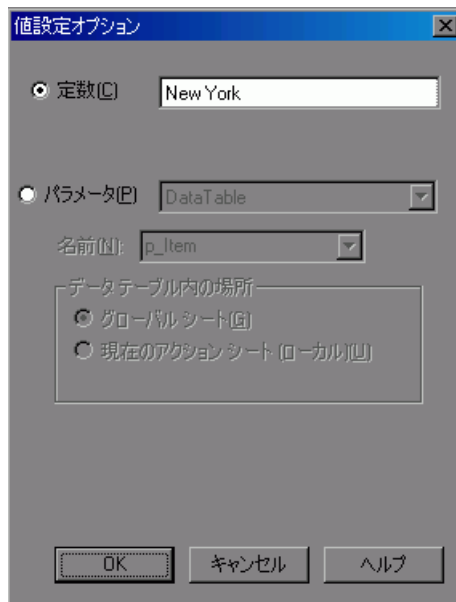 値設定オプション
定数(C) New York
パラメータ(P) DataTable
名前(N): p_Item
データ テーブル内の場所
グローバル シート(G)
現在のアクション シート (ローカル)(U)
OK キャンセル ヘルプ